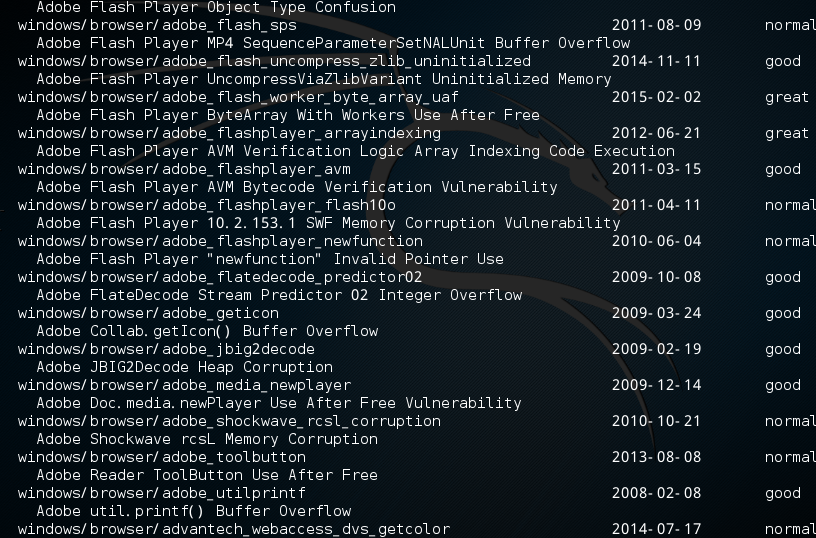 Adobe Flash Player Object Type Confusion
windows/browser/adobe_flash_sps 2011-08-09 normal
Adobe Flash Player MP4 SequenceParameterSetNALUnit Buffer Overflow
windows/browser/adobe_flash_uncompress_zlib_uninitialized 2014-11-11 good
Adobe Flash Player UncompressViaZlibVariant Uninitialized Memory
windows/browser/adobe_flash_worker_byte_array_uaf 2015-02-02 great
Adobe Flash Player ByteArray With Workers Use After Free
windows/browser/adobe_flashplayer_arrayindexing 2012-06-21 great
Adobe Flash Player AVM Verification Logic Array Indexing Code Execution
windows/browser/adobe_flashplayer_avm 2011-03-15 good
Adobe Flash Player AVM Bytecode Verification Vulnerability
windows/browser/adobe_flashplayer_flash10o 2011-04-11 normal
Adobe Flash Player 10.2.153.1 SWF Memory Corruption Vulnerability
windows/browser/adobe_flashplayer_newfunction 2010-06-04 normal
Adobe Flash Player "newfunction" Invalid Pointer Use
windows/browser/adobe_flatedecode_predictor02 2009-10-08 good
Adobe FlateDecode Stream Predictor 02 Integer Overflow
windows/browser/adobe_geticon 2009-03-24 good
Adobe Collab.getIcon() Buffer Overflow
windows/browser/adobe_jbig2decode 2009-02-19 good
Adobe JBIG2Decode Heap Corruption
windows/browser/adobe_media_newplayer 2009-12-14 good
Adobe Doc.media.newPlayer Use After Free Vulnerability
windows/browser/adobe_shockwave_rcsl_corruption 2010-10-21 normal
Adobe Shockwave rcsL Memory Corruption
windows/browser/adobe_toolbutton 2013-08-08 normal
Adobe Reader ToolButton Use After Free
windows/browser/adobe_utilprintf 2008-02-08 good
Adobe util.printf() Buffer Overflow
windows/browser/advantech_webaccess_dvs_getcolor 2014-07-17 normal